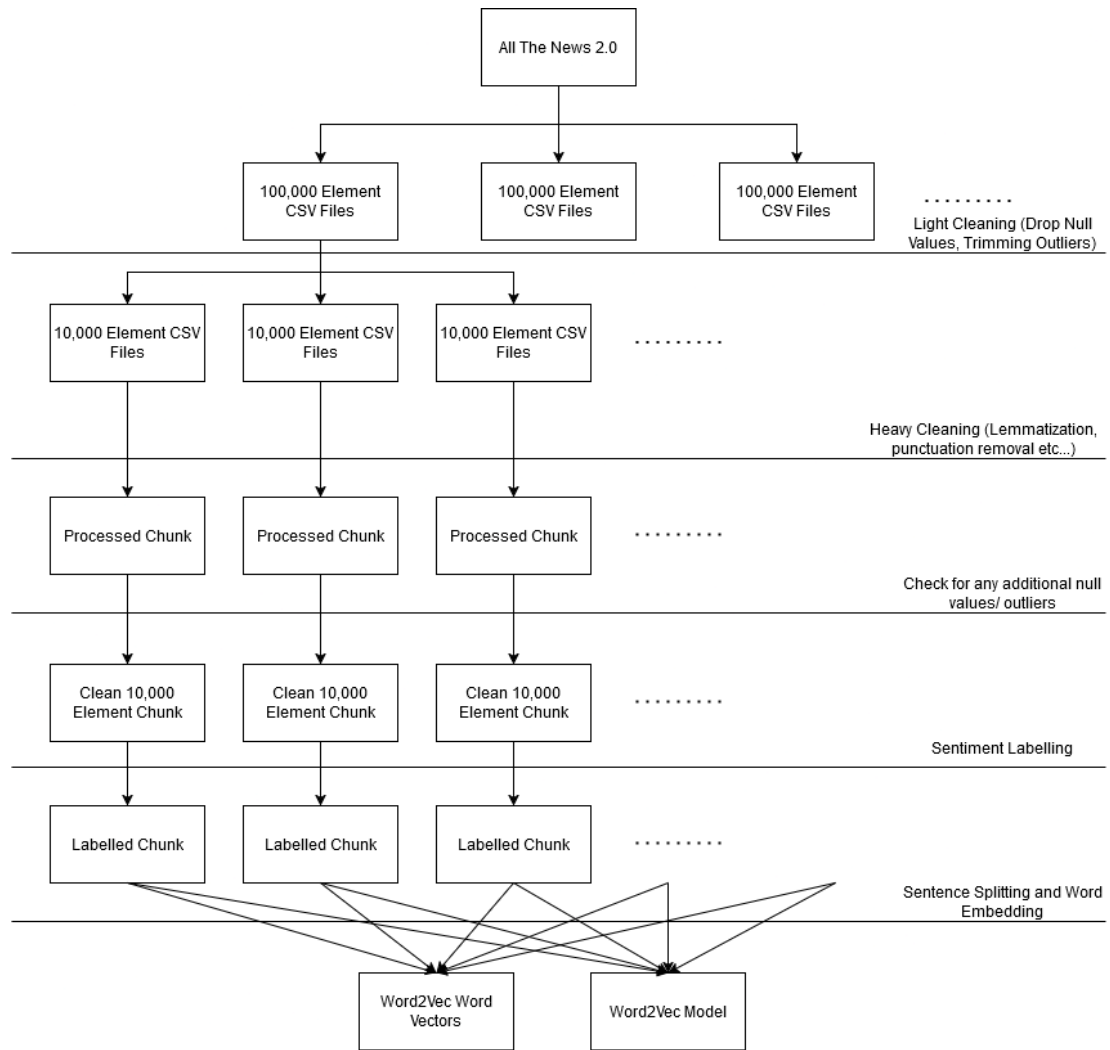 All The News 2.0
100,000 Element
CSV Files
100,000 Element
CSV Files
100,000 Element
CSV Files
.........
Light Cleaning (Drop Null
Values, Trimming Outliers)
10,000 Element CSV
Files
10,000 Element CSV
Files
10,000 Element CSV
Files
.........
Heavy Cleaning (Lemmatization,
punctuation removal etc...)
Processed Chunk
Processed Chunk
Processed Chunk
.........
Check for any additional null
values/ outliers
Clean 10,000
Element Chunk
Clean 10,000
Element Chunk
Clean 10,000
Element Chunk
.........
Sentiment Labelling
Labelled Chunk
Labelled Chunk
Labelled Chunk
.........
Sentence Splitting and Word
Embedding
Word2Vec Word
Vectors
Word2Vec Model